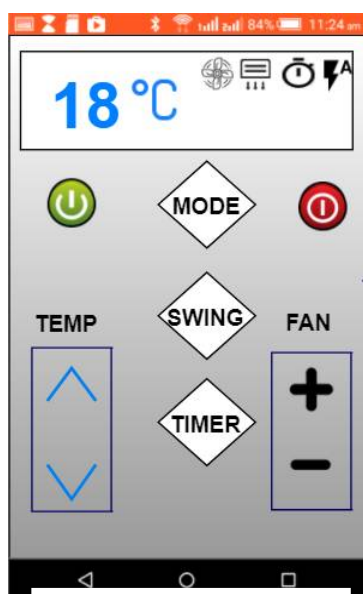 84% 11:24 am
18 °C
A
MODE
SWING
TEMP
FAN
TIMER